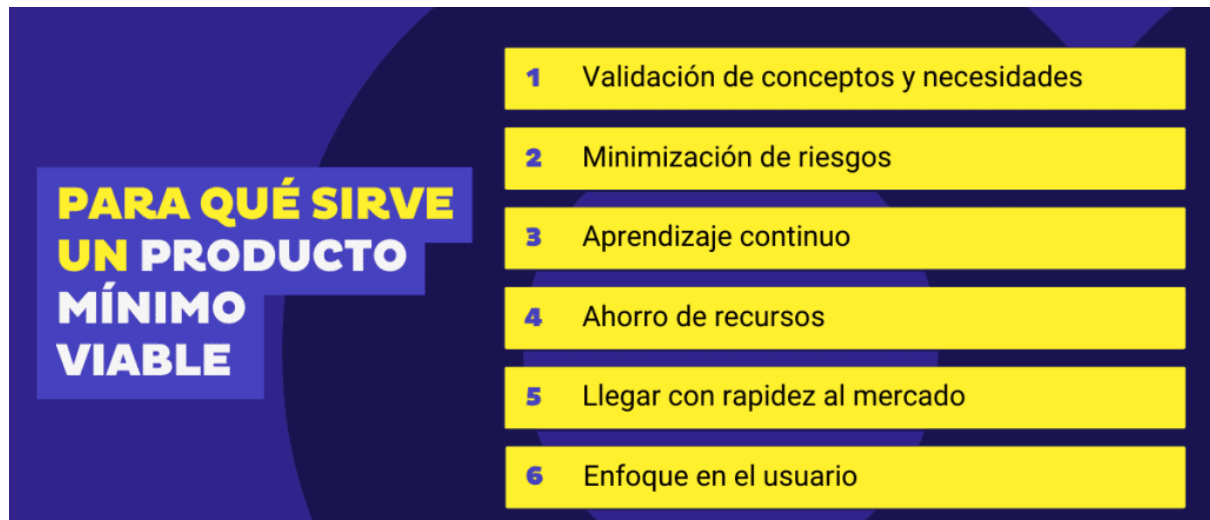 PARA QUÉ SIRVE
UN PRODUCTO
MÍNIMO
VIABLE
1 Validación de conceptos y necesidades
2 Minimización de riesgos
3 Aprendizaje continuo
4 Ahorro de recursos
5 Llegar con rapidez al mercado
6 Enfoque en el usuario